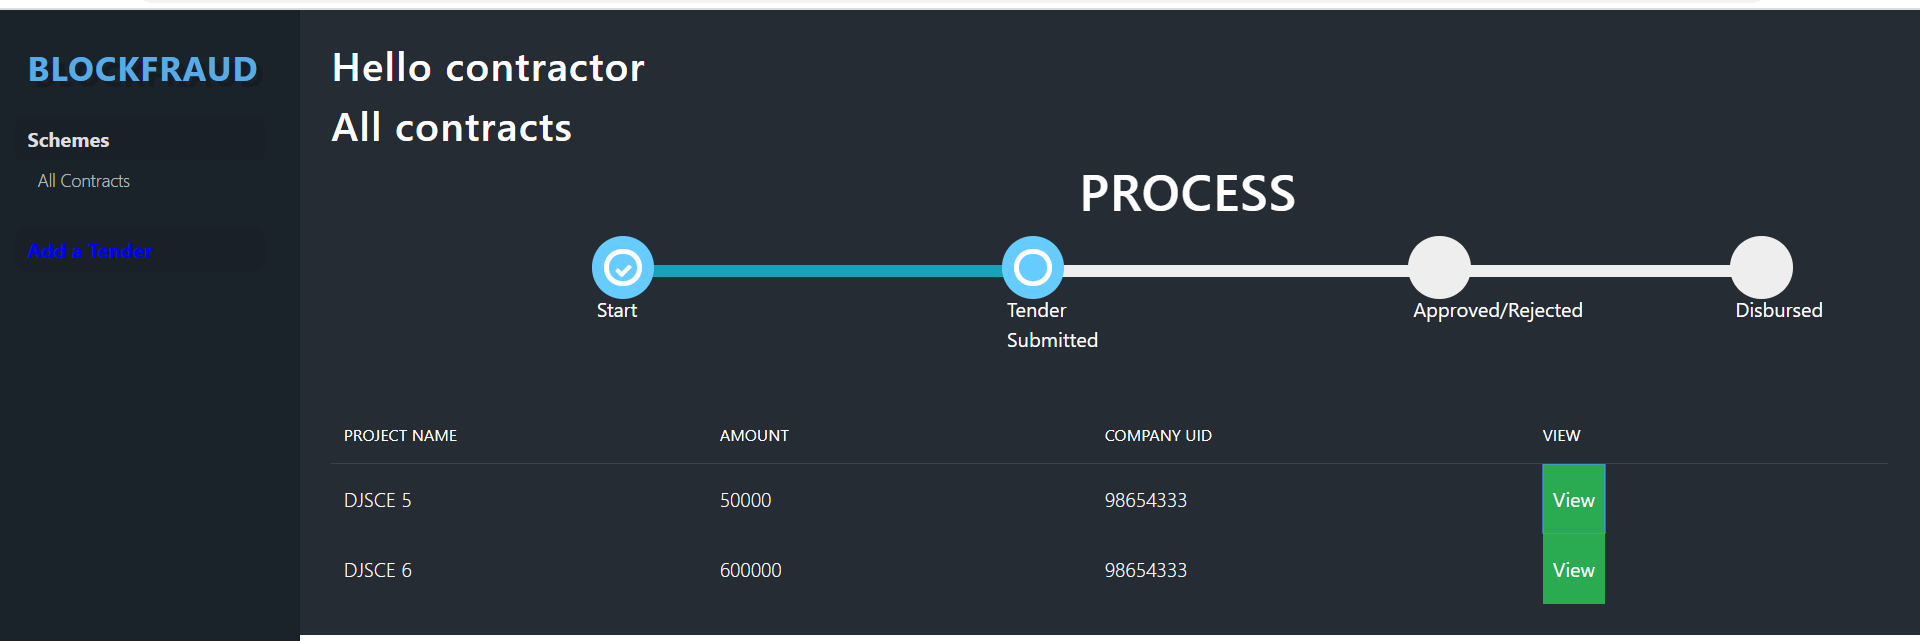 BLOCKFRAUD
Schemes
All Contracts
Add a Tender
Hello contractor
All contracts
PROCESS
Start
Tender
Submitted
Approved/Rejected
Disbursed
PROJECT NAME AMOUNT COMPANY UID VIEW
DJSCE 5 50000 98654333 View
DJSCE 6 600000 98654333 View